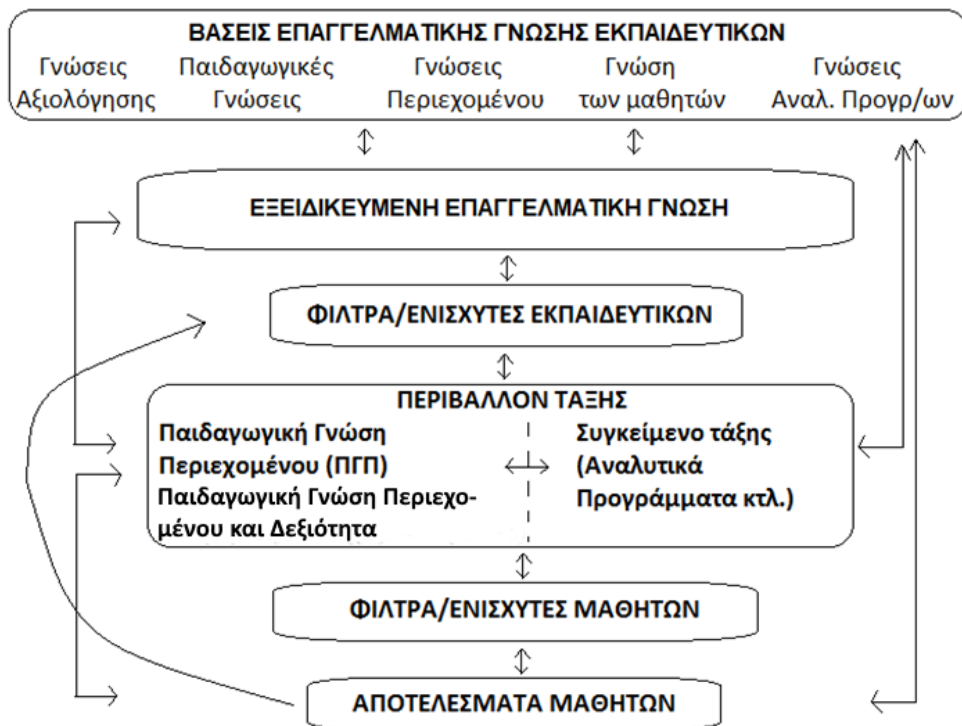 ΒΑΣΕΙΣ ΕΠΑΓΓΕΛΜΑΤΙΚΗΣ ΓΝΩΣΗΣ ΕΚΠΑΙΔΕΥΤΙΚΩΝ
Γνώσεις Παιδαγωγικές Γνώσεις Γνώση Γνώσεις
Αξιολόγησης Γνώσεις Περιεχομένου των μαθητών Αναλ. Προγρ/ων
ΕΞΕΙΔΙΚΕΥΜΕΝΗ ΕΠΑΓΓΕΛΜΑΤΙΚΗ ΓΝΩΣΗ
ΦΙΛΤΡΑ/ΕΝΙΣΧΥΤΕΣ ΕΚΠΑΙΔΕΥΤΙΚΩΝ
ΠΕΡΙΒΑΛΛΟΝ ΤΑΞΗΣ
Παιδαγωγική Γνώση
Περιεχομένου (ΠΓΠ)
Παιδαγωγική Γνώση Περιεχο-
μένου και Δεξιότητα
Συγκείμενο τάξης
(Αναλυτικά
Προγράμματα κτλ.)
ΦΙΛΤΡΑ/ΕΝΙΣΧΥΤΕΣ ΜΑΘΗΤΩΝ
ΑΠΟΤΕΛΕΣΜΑΤΑ ΜΑΘΗΤΩΝ